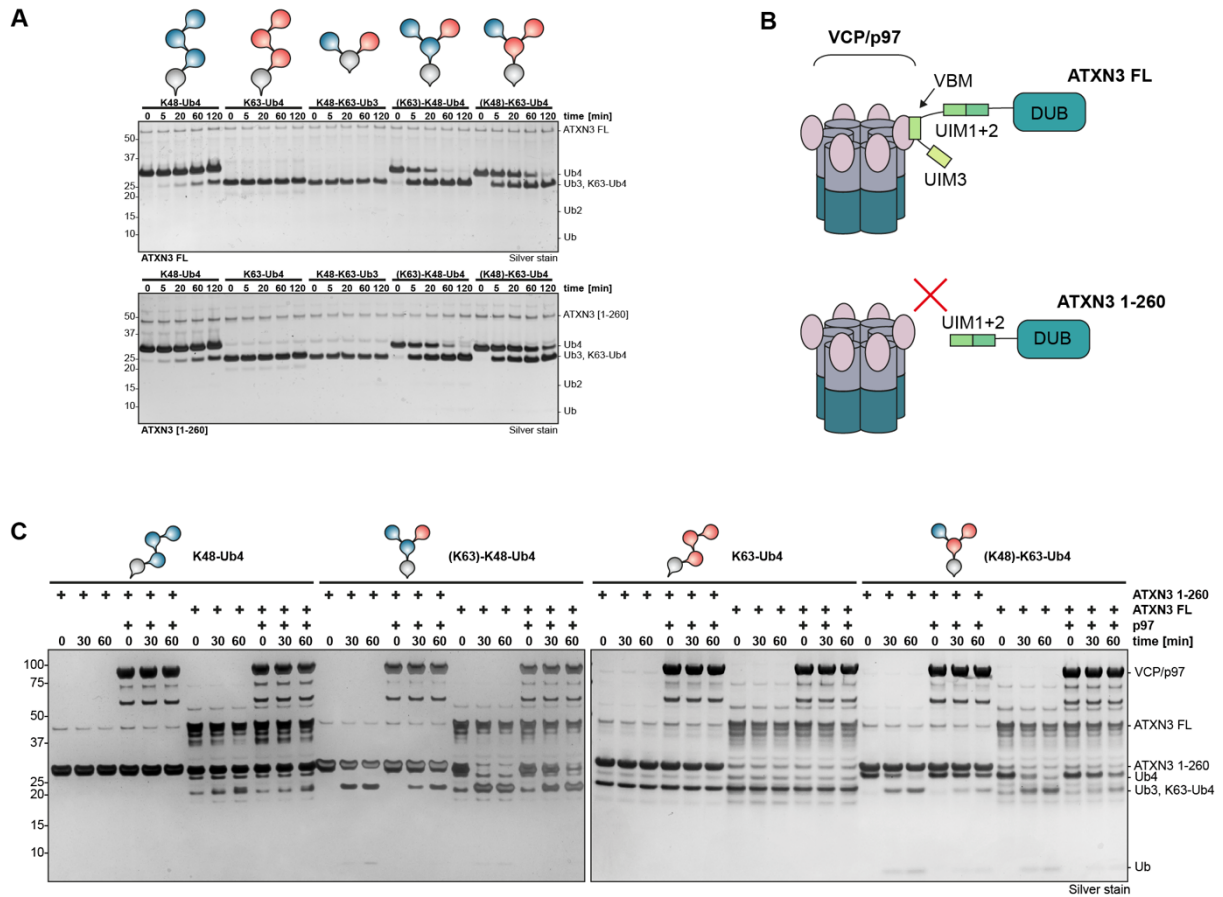 A
K48-Ub4 K63-Ub4 K48-K63-Ub3 (K63)-K48-Ub4 (K48)-K63-Ub4
0 5 20 60 120 0 5 20 60 120 0 5 20 60 120 0 5 20 60 120 0 5 20 60 120 time [min]
50
37
25
20
15
10
ATXN3 FL
Ub4
Ub3, K63-Ub4
Ub2
Ub
ATXN3 FL Silver stain
K48-Ub4 K63-Ub4 K48-K63-Ub3 (K63)-K48-Ub4 (K48)-K63-Ub4
0 5 20 60 120 0 5 20 60 120 0 5 20 60 120 0 5 20 60 120 0 5 20 60 120 time [min]
50
37
25
20
15
10
ATXN3 [1-260]
Ub4
Ub3, K63-Ub4
Ub2
Ub
ATXN3 [1-260] Silver stain
B
VCP/p97
VBM
ATXN3 FL
DUB
UIM1+2
UIM3
ATXN3 1-260
UIM1+2
DUB
C
K48-Ub4 (K63)-K48-Ub4 K63-Ub4 (K48)-K63-Ub4
+ + + + + + + + + + + + + + + + + + + + + + + + ATXN3 1-260
+ + + + + + + + + + + + + + + + + + + + + + + + ATXN3 FL
+ + + + + + + + + + + + + + + + + + + + + + + + p97
0 30 60 0 30 60 0 30 60 0 30 60 0 30 60 0 30 60 0 30 60 0 30 60 0 30 60 0 30 60 0 30 60 0 30 60 0 30 60 0 30 60 0 30 60 0 30 60 time [min]
100
75
50
37
25
20
15
10
VCP/p97
ATXN3 FL
ATXN3 1-260
Ub4
Ub3, K63-Ub4
Ub
Silver stain